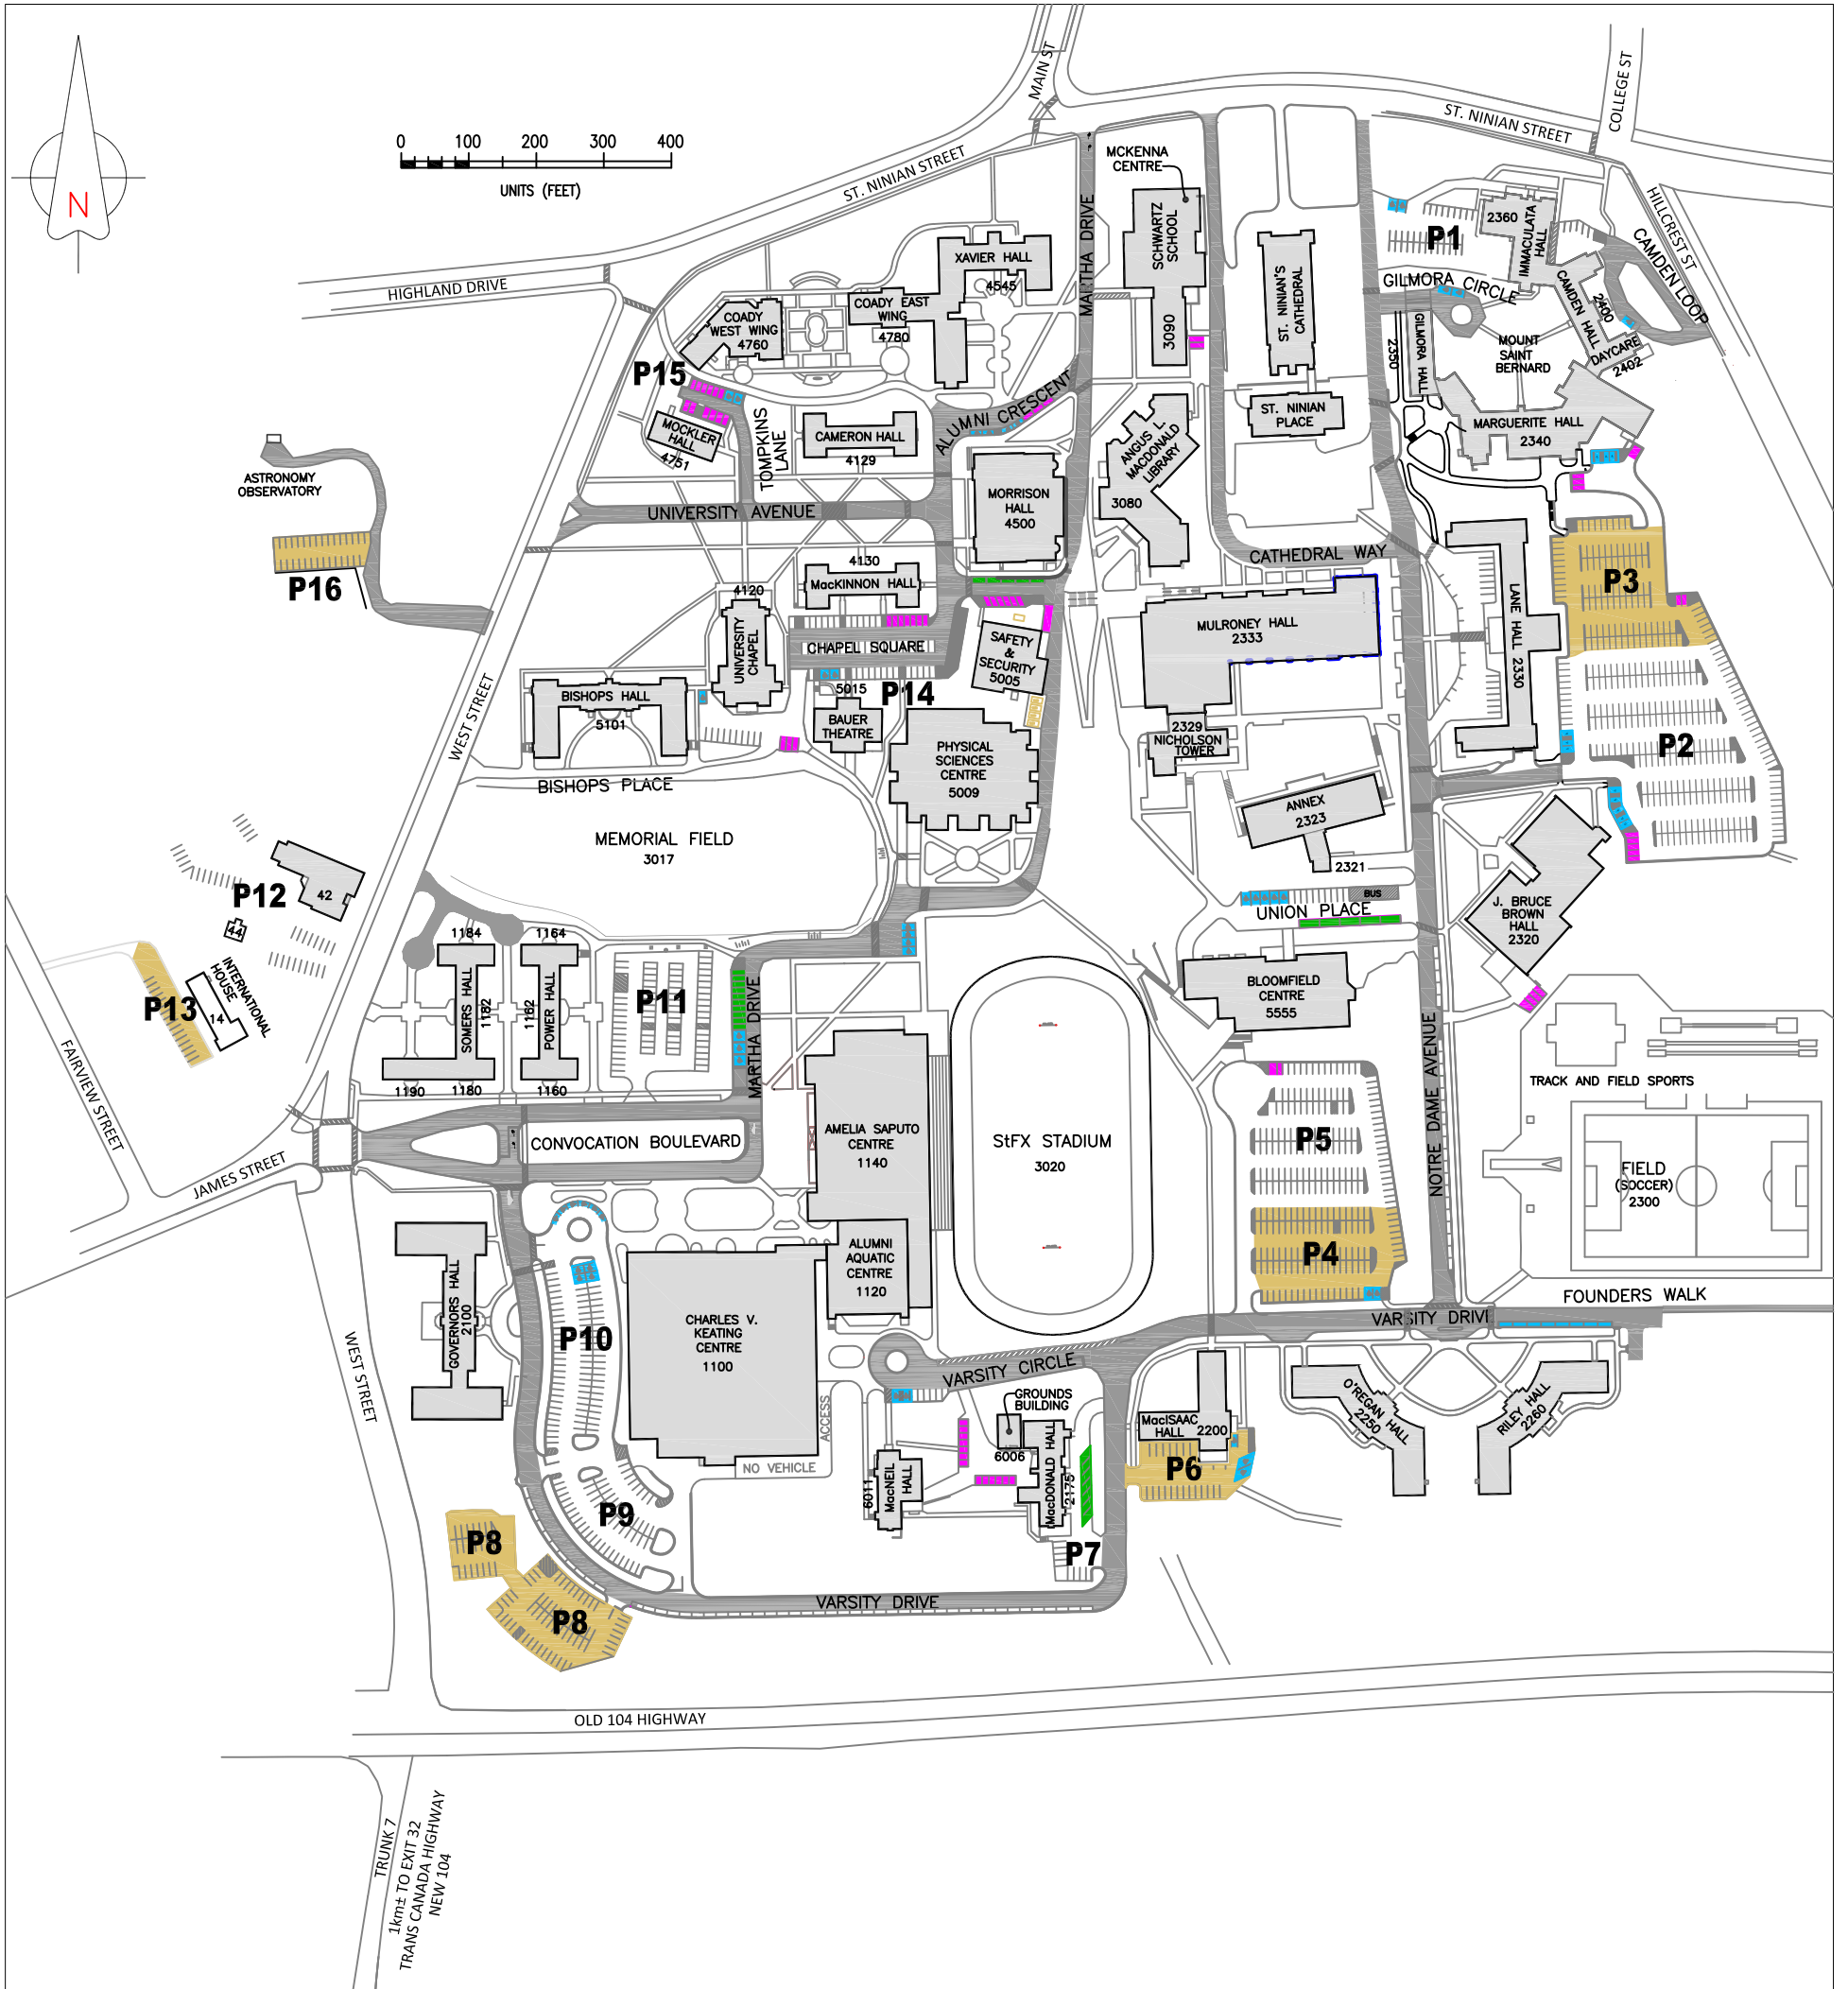 MAIN ST
COLLEGE ST
ST. NINIAN STREET
0 100 200 300 400
UNITS (FEET)
N
ST. NINIAN STREET
MCKENNA
CENTRE
HILLCREST ST
CAMDEN LOOP
MARTHA DRIVE
SCHWARTZ
SCHOOL
3090
2360
IMMACULATA
HALL
P1
GILMORA CIRCLE
CAMDEN HALL
2400
DAYCARE
2402
MOUNT
SAINT
BERNARD
GILMORA HALL
2350
XAVIER HALL
4545
COADY EAST
WING
4780
COADY
WEST WING
4760
HIGHLAND DRIVE
ST. NINIAN'S
CATHEDRAL
P15
MOCKLER
HALL
4751
TOMPKINS
LANE
CAMERON HALL
4129
ALUMNI CRESCENT
ANGUS L.
MACDONALD
LIBRARY
3080
ST. NINIAN
PLACE
MARGUERITE HALL
2340
ASTRONOMY
OBSERVATORY
UNIVERSITY AVENUE
MORRISON
HALL
4500
CATHEDRAL WAY
P16
4130
MacKINNON HALL
4120
UNIVERSITY
CHAPEL
CHAPEL SQUARE
SAFETY
&
SECURITY
5005
MULRONEY HALL
2333
LANE HALL 2330
P3
WEST STREET
BISHOPS HALL
5101
5015
P14
BAUER
THEATRE
2329
NICHOLSON
TOWER
P2
PHYSICAL
SCIENCES
CENTRE
5009
BISHOPS PLACE
ANNEX
2323
MEMORIAL FIELD
3017
2321
P12
42
44
BUS
UNION PLACE
J. BRUCE
BROWN
HALL
2320
1184
1164
INTERNATIONAL
HOUSE
14
P13
SOMERS HALL
1182
1162
POWER HALL
P11
MARTHA DRIVE
BLOOMFIELD
CENTRE
5555
NOTRE DAME AVENUE
1190
1180
1160
FAIRVIEW STREET
TRACK AND FIELD SPORTS
CONVOCATION BOULEVARD
AMELIA SAPUTO
CENTRE
1140
StFX STADIUM
3020
P5
JAMES STREET
FIELD
(SOCCER)
2300
ALUMNI
AQUATIC
CENTRE
1120
P4
FOUNDERS WALK
VARSITY DRIVE
GOVERNORS HALL
2100
P10
CHARLES V.
KEATING
CENTRE
1100
WEST STREET
VARSITY CIRCLE
ACCESS
NO VEHICLE
GROUNDS
BUILDING
6006
MacISAAC
HALL 2200
O'REGAN HALL
2250
RILEY HALL
2260
6011
MacNEIL
HALL
MacDONALD HALL
2175
P6
P9
P8
P7
P8
VARSITY DRIVE
OLD 104 HIGHWAY
TRUNK 7
1km± TO EXIT 32
TRANS CANADA HIGHWAY
NEW 104